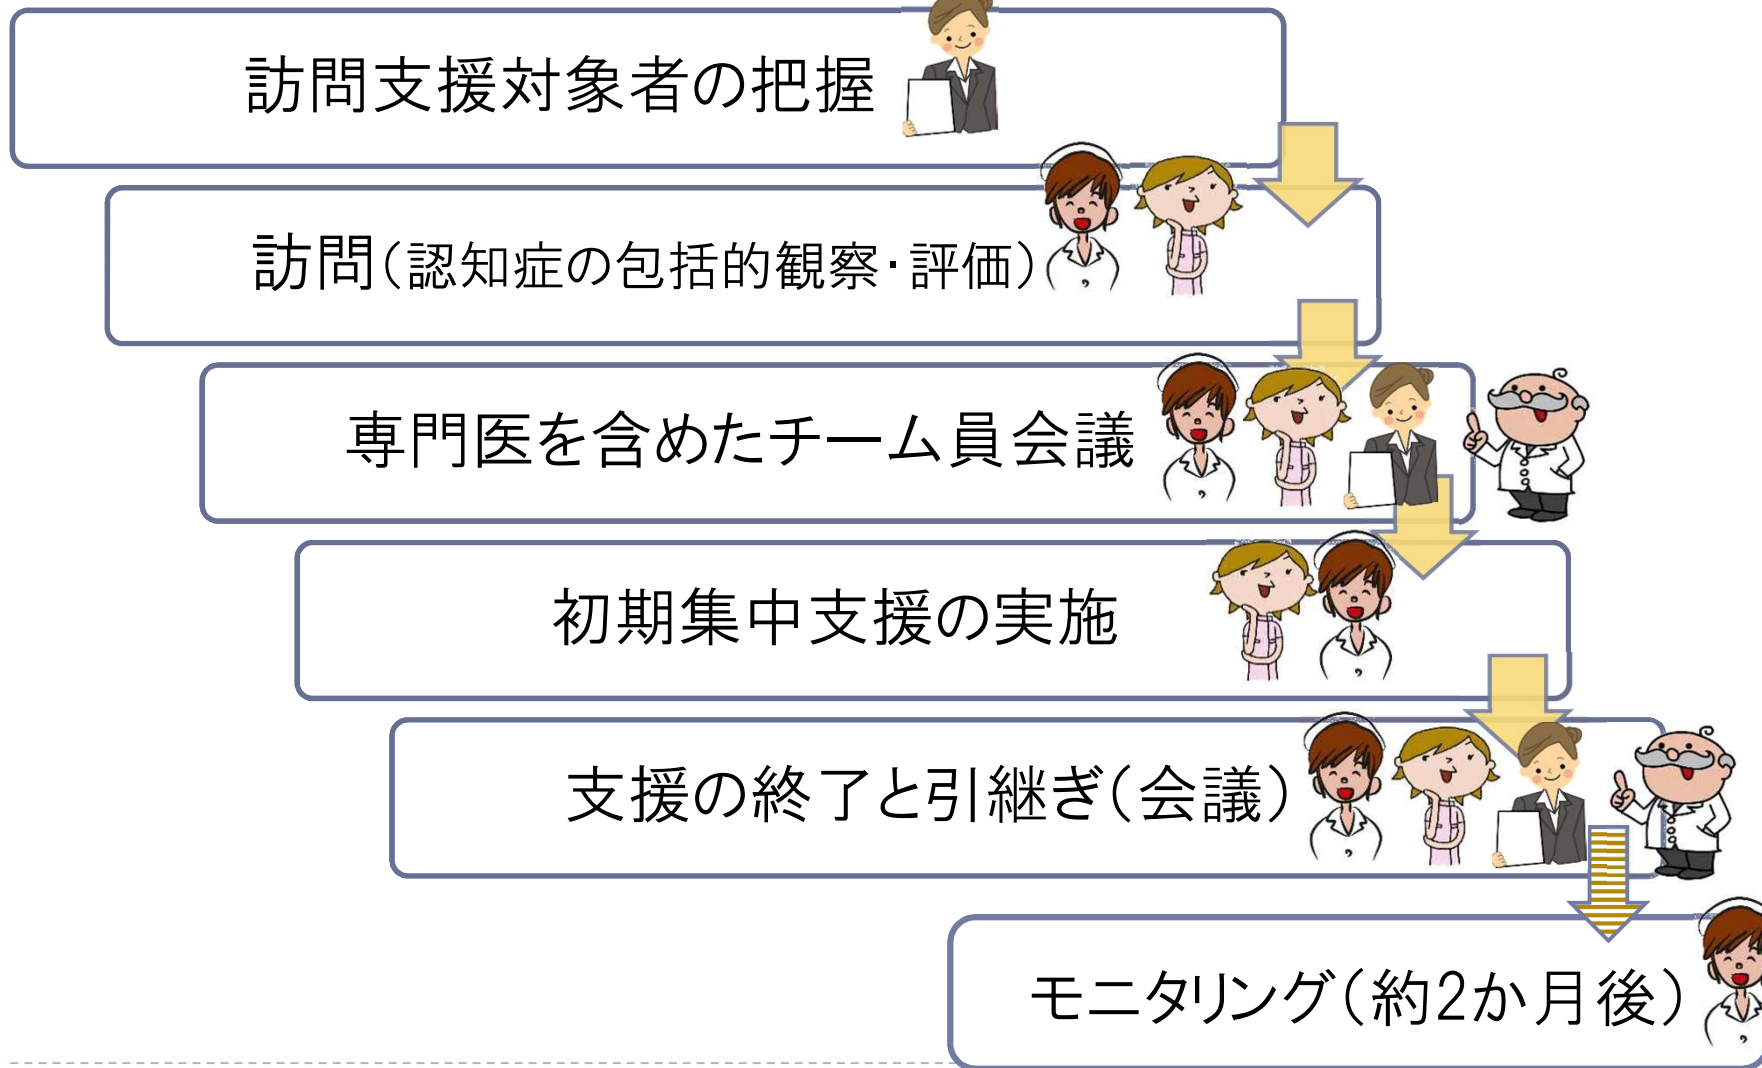 訪問支援対象者の把握
訪問（認知症の包括的観察・評価）
専門医を含めたチーム員会議
初期集中支援の実施
支援の終了と引継ぎ（会議）
モニタリング（約2か月後）